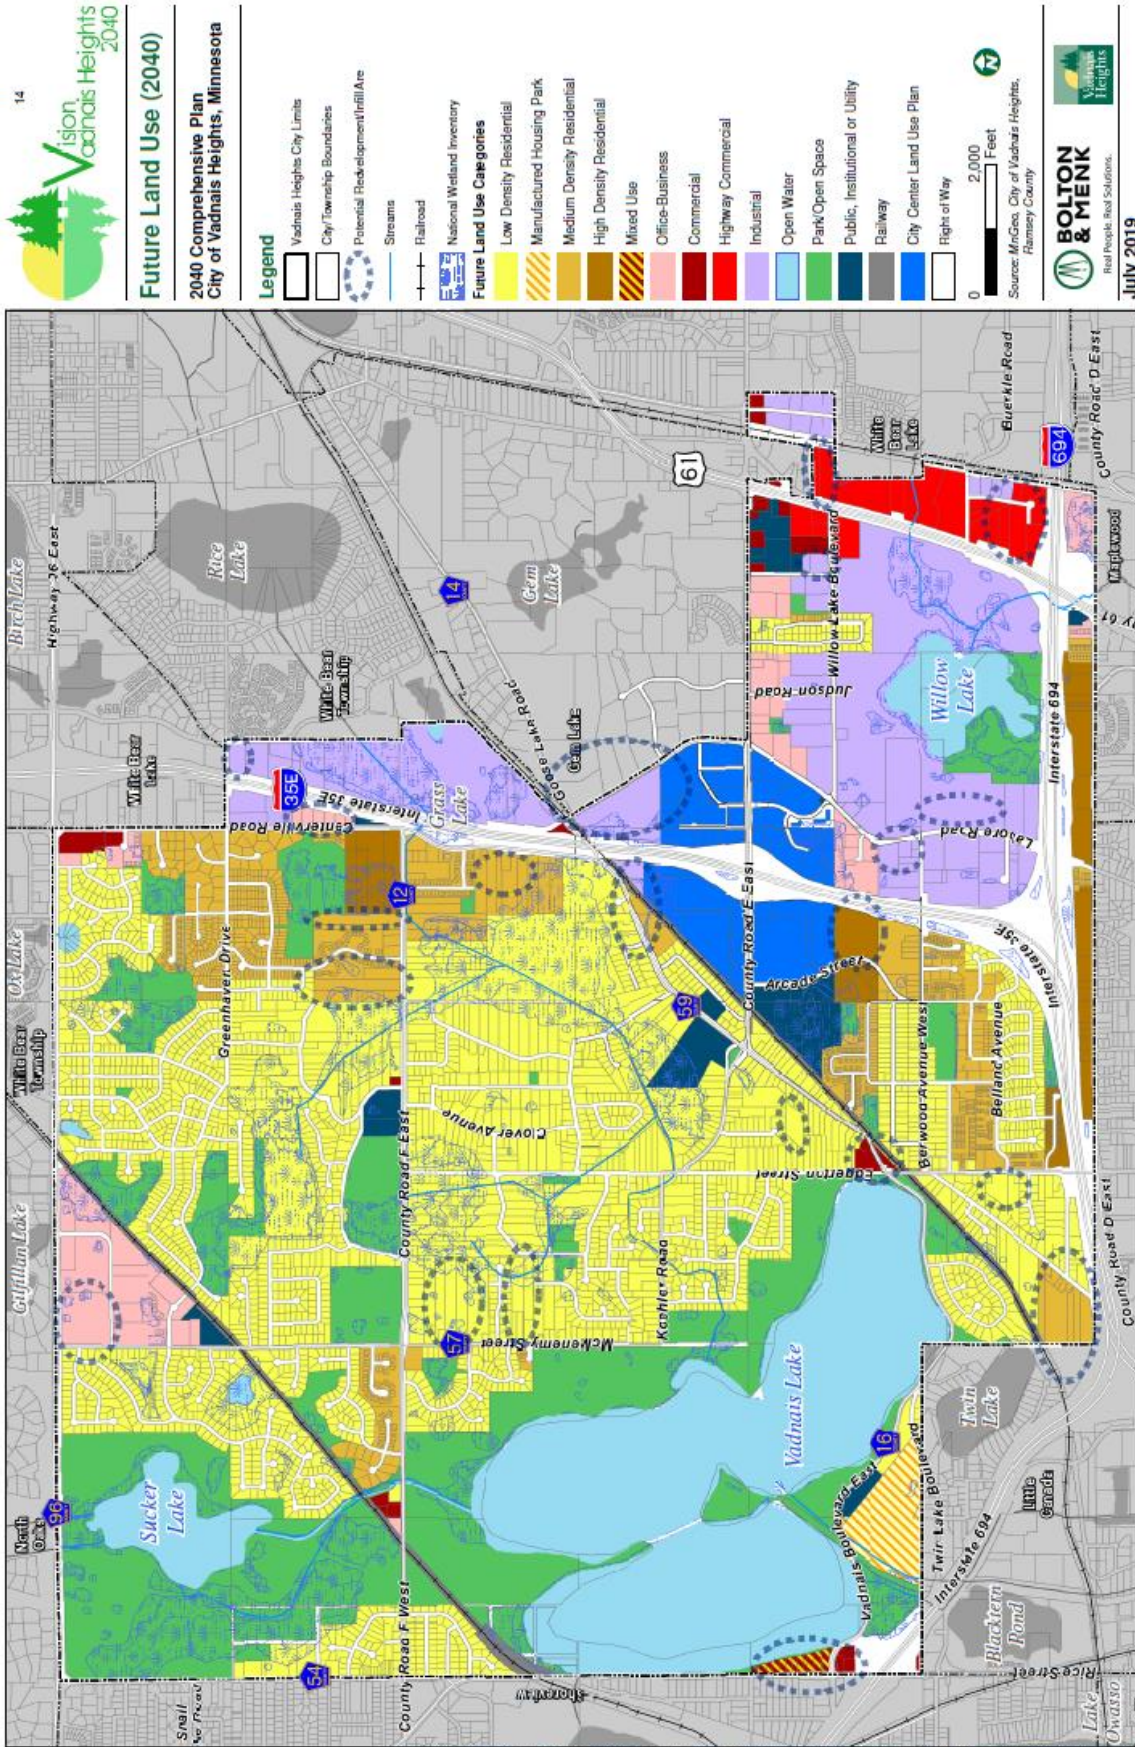 14
Vision
Vadnais Heights
2040
Future Land Use (2040)
2040 Comprehensive Plan
City of Vadnais Heights, Minnesota
Legend
Vadnais Heights City Limits
City/Township Boundaries
Potential Redvelopment/Infill Are
Streams
Railroad
National Wetland Inventory
Future Land Use Categories
Low Density Residential
Manufactured Housing Park
Medium Density Residential
High Density Residential
Mixed Use
Office-Business
Commercial
Highway Commercial
Industrial
Open Water
Park/Open Space
Public, Institutional or Utility
Railway
City Center Land Use Plan
Right of Way
0
2,000
Feet
N
Source: MnGeo, City of Vadnais Heights,
Ramsey County
BOLTON
& MENK
Real People. Real Solutions.
Vadnais
Heights
July 2019
North
Oaks
96
Gilfillan Lake
White Bear
Township
Ox Lake
White Bear
Lake
Birch Lake
Highway 96 East
Rice
Lake
White Bear
Township
Sucker
Lake
Greenhaven Drive
Centerville Road
35E
Interstate 35E
Snail
54
County Road F West
County Road F East
12
Grass
Lake
14
Goose Lake Road
Gem
Lake
Gem Lake
57
McMenemy Street
Clover Avenue
Koehler Road
Shoreview
59
61
Edgerton Street
County Road E East
Arcade Street
Judson Road
Willow Lake Boulevard
White
Bear
Lake
Vadnais Lake
Vadnais Boulevard East
16
Berwood Avenue West
Belland Avenue
Labore Road
Willow
Lake
Twin Lake Boulevard
Twin
Lake
Interstate 694
Interstate 35E
Interstate 694
Buerkle Road
694
Blackfern
Pond
Rice Street
Little
Canada
County Road D East
County Road D East
Maplewood
Lake
Owasso